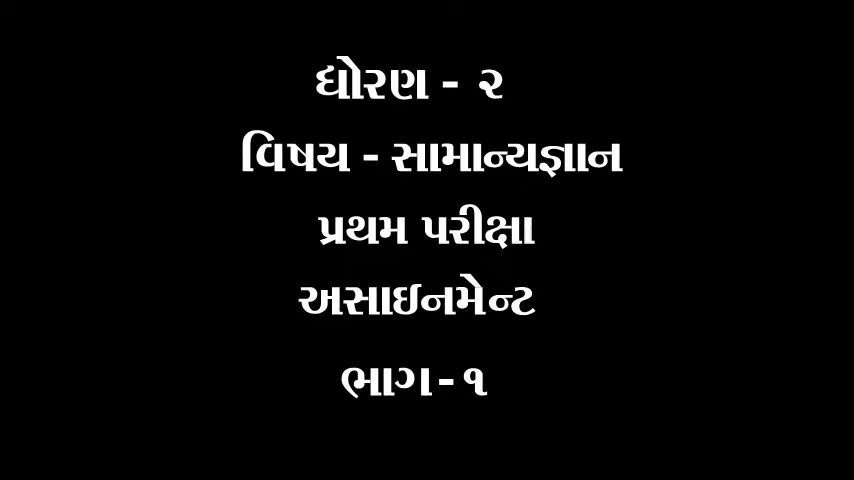 ધોરણ - ૨
વિષય - સામાન્યજ્ઞાન
પ્રથમ પરીક્ષા
અસાઇનમેન્ટ
ભાગ - ૧